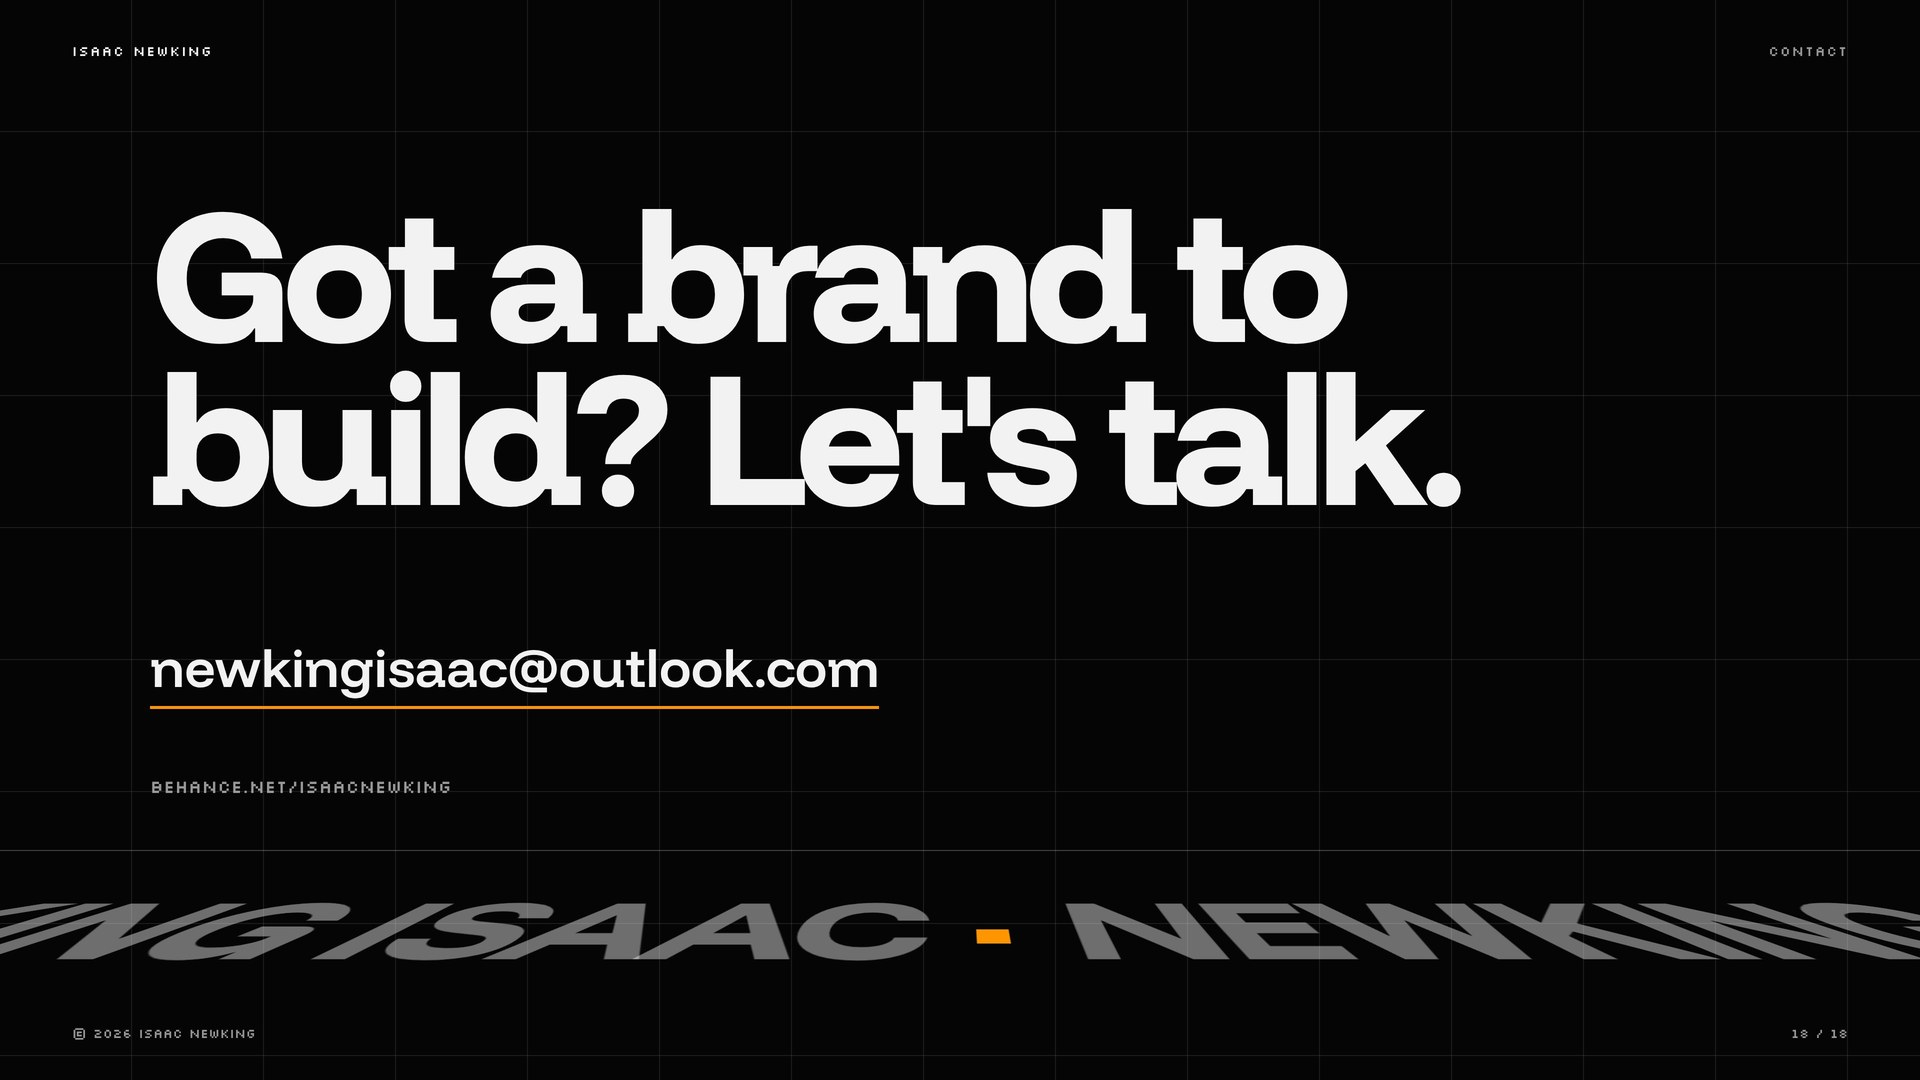 ISAAC NEWKING
CONTACT
Got a brand to
build? Let's talk.
newkingisaac@outlook.com
BEHANCE.NET/ISAACNEWKING
ING ISAAC - NEWKING
© 2026 ISAAC NEWKING
18 / 18